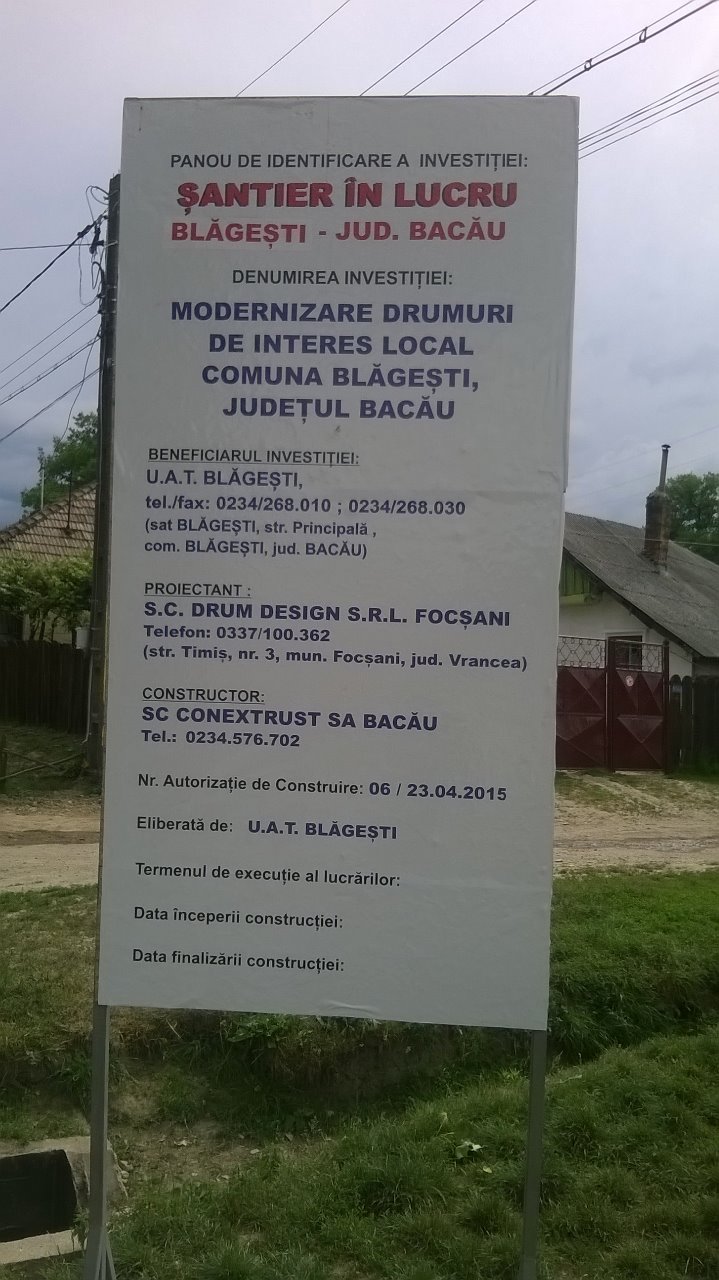 PANOU DE IDENTIFICARE A INVESTIȚIEI:
ȘANTIER ÎN LUCRU
BLĂGEȘTI - JUD. BACĂU
DENUMIREA INVESTIȚIEI:
MODERNIZARE DRUMURI
DE INTERES LOCAL
COMUNA BLĂGEȘTI,
JUDEȚUL BACĂU
BENEFICIARUL INVESTIȚIEI:
U.A.T. BLĂGEȘTI,
tel./fax: 0234/268.010 ; 0234/268.030
(sat BLĂGEȘTI, str. Principală ,
com. BLĂGEȘTI, jud. BACĂU)
PROIECTANT :
S.C. DRUM DESIGN S.R.L. FOCȘANI
Telefon: 0337/100.362
(str. Timiș, nr. 3, mun. Focșani, jud. Vrancea)
CONSTRUCTOR:
SC CONEXTRUST SA BACĂU
Tel.: 0234.576.702
Nr. Autorizație de Construire: 06 / 23.04.2015
Eliberată de: U.A.T. BLĂGEȘTI
Termenul de execuție al lucrărilor:
Data începerii construcției:
Data finalizării construcției: